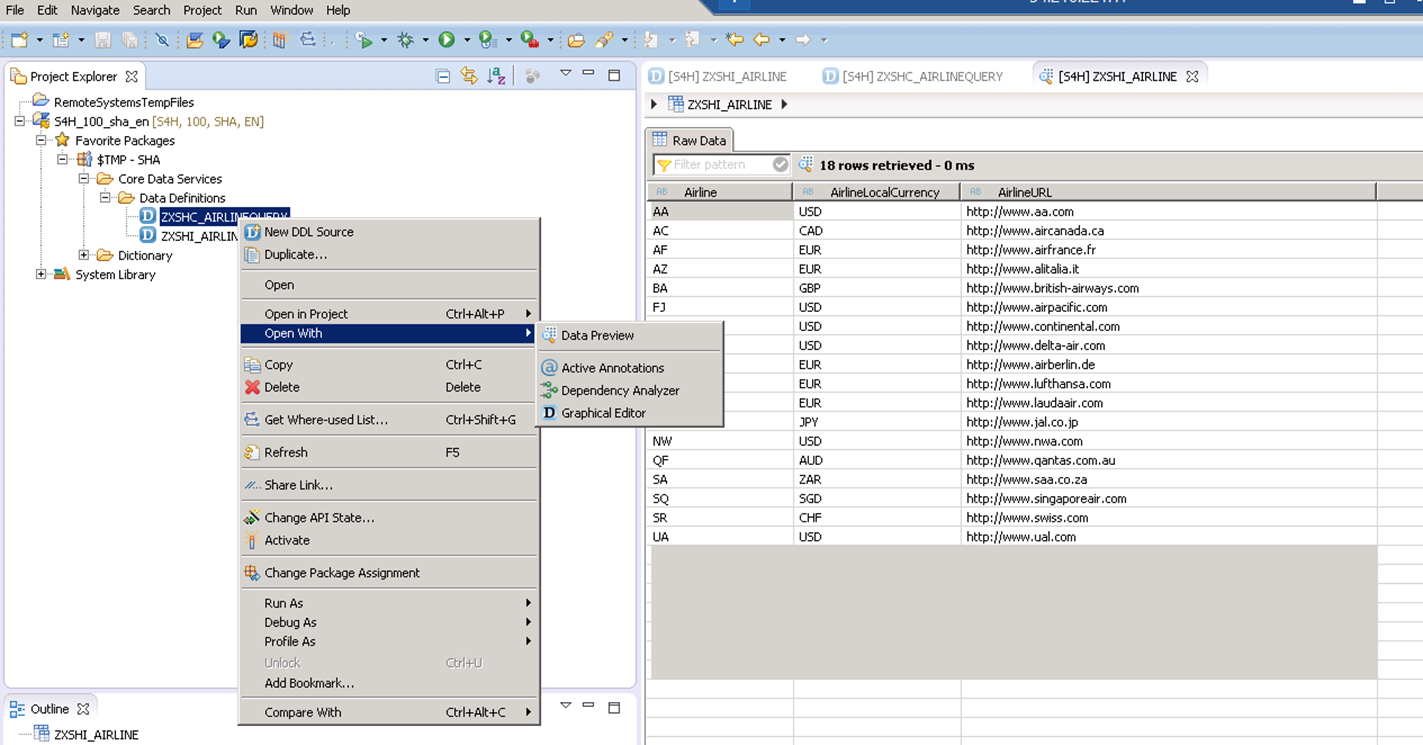 File Edit Navigate Search Project Run Window Help
Project Explorer
RemoteSystemsTempFiles
S4H_100_sha_en [S4H, 100, SHA, EN]
Favorite Packages
$TMP - SHA
Core Data Services
Data Definitions
ZXSHC_AIRLINEQUERY
ZXSHI_AIRLIN
Dictionary
System Library
New DDL Source
Duplicate...
Open
Open in Project Ctrl+Alt+P
Open With
Copy Ctrl+C
Delete Delete
Get Where-used List... Ctrl+Shift+G
Refresh F5
Share Link...
Change API State...
Activate
Change Package Assignment
Run As
Debug As
Profile As
Unlock Ctrl+U
Add Bookmark...
Compare With Ctrl+Alt+C
Data Preview
Active Annotations
Dependency Analyzer
Graphical Editor
Outline
ZXSHI_AIRLINE
[S4H] ZXSHI_AIRLINE [S4H] ZXSHC_AIRLINEQUERY [S4H] ZXSHI_AIRLINE
ZXSHI_AIRLINE
Raw Data
Filter pattern 18 rows retrieved - 0 ms
AB Airline AB AirlineLocalCurrency AB AirlineURL
AA USD http://www.aa.com
AC CAD http://www.aircanada.ca
AF EUR http://www.airfrance.fr
AZ EUR http://www.alitalia.it
BA GBP http://www.british-airways.com
FJ USD http://www.airpacific.com
USD http://www.continental.com
USD http://www.delta-air.com
EUR http://www.airberlin.de
EUR http://www.lufthansa.com
EUR http://www.laudaair.com
JPY http://www.jal.co.jp
NW USD http://www.nwa.com
QF AUD http://www.qantas.com.au
SA ZAR http://www.saa.co.za
SQ SGD http://www.singaporeair.com
SR CHF http://www.swiss.com
UA USD http://www.ual.com